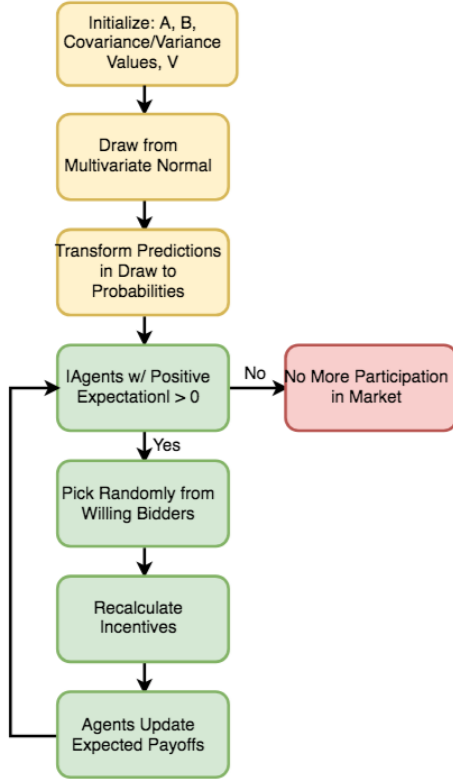 Initialize: A, B,
Covariance/Variance
Values, V
Draw from
Multivariate Normal
Transform Predictions
in Draw to
Probabilities
|Agents w/ Positive
Expectation| > 0
No
No More Participation
in Market
Yes
Pick Randomly from
Willing Bidders
Recalculate
Incentives
Agents Update
Expected Payoffs